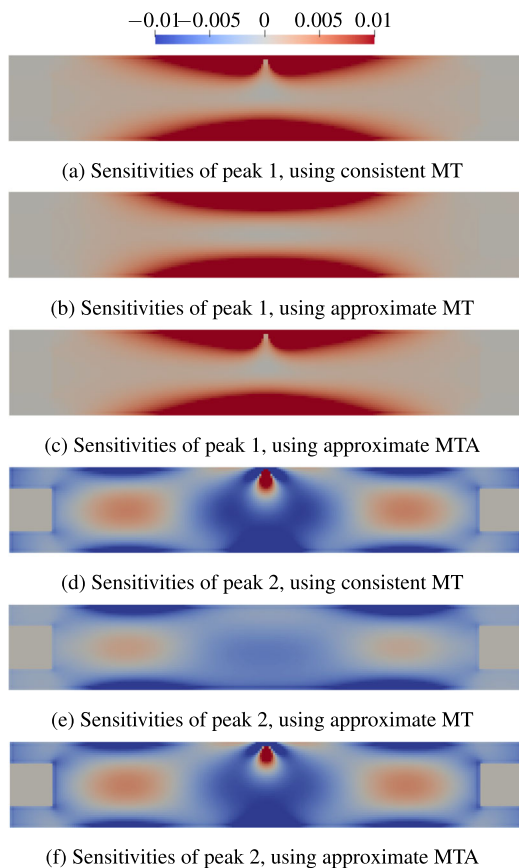 −0.01 −0.005 0 0.005 0.01
(a) Sensitivities of peak 1, using consistent MT
(b) Sensitivities of peak 1, using approximate MT
(c) Sensitivities of peak 1, using approximate MTA
(d) Sensitivities of peak 2, using consistent MT
(e) Sensitivities of peak 2, using approximate MT
(f) Sensitivities of peak 2, using approximate MTA